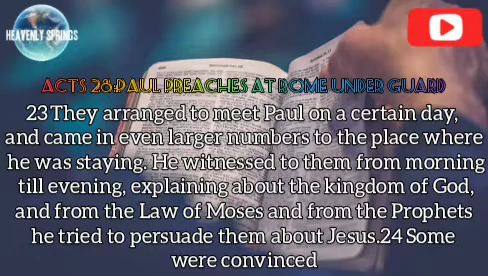 HEAVENLY SPRINGS
ACTS 28:PAUL PREACHES AT ROME UNDER GUARD
23 They arranged to meet Paul on a certain day,
and came in even larger numbers to the place where
he was staying. He witnessed to them from morning
till evening, explaining about the kingdom of God,
and from the Law of Moses and from the Prophets
he tried to persuade them about Jesus.24 Some
were convinced